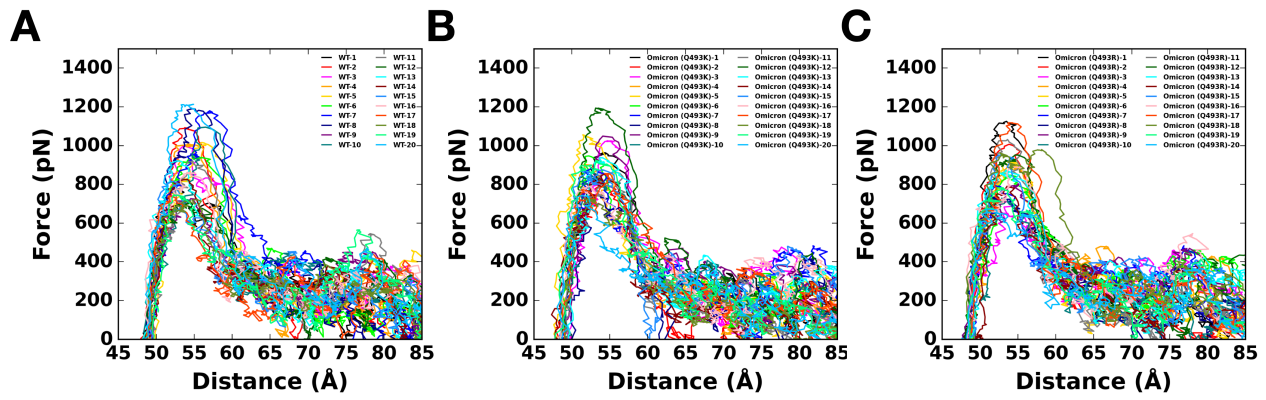 A
B
C
WT-1
WT-2
WT-3
WT-4
WT-5
WT-6
WT-7
WT-8
WT-9
WT-10
WT-11
WT-12
WT-13
WT-14
WT-15
WT-16
WT-17
WT-18
WT-19
WT-20
1400
1200
1000
800
600
400
200
0
Force (pN)
45 50 55 60 65 70 75 80 85
Distance (Å)
Omicron (Q493K)-1
Omicron (Q493K)-2
Omicron (Q493K)-3
Omicron (Q493K)-4
Omicron (Q493K)-5
Omicron (Q493K)-6
Omicron (Q493K)-7
Omicron (Q493K)-8
Omicron (Q493K)-9
Omicron (Q493K)-10
Omicron (Q493K)-11
Omicron (Q493K)-12
Omicron (Q493K)-13
Omicron (Q493K)-14
Omicron (Q493K)-15
Omicron (Q493K)-16
Omicron (Q493K)-17
Omicron (Q493K)-18
Omicron (Q493K)-19
Omicron (Q493K)-20
1400
1200
1000
800
600
400
200
0
Force (pN)
45 50 55 60 65 70 75 80 85
Distance (Å)
Omicron (Q493R)-1
Omicron (Q493R)-2
Omicron (Q493R)-3
Omicron (Q493R)-4
Omicron (Q493R)-5
Omicron (Q493R)-6
Omicron (Q493R)-7
Omicron (Q493R)-8
Omicron (Q493R)-9
Omicron (Q493R)-10
Omicron (Q493R)-11
Omicron (Q493R)-12
Omicron (Q493R)-13
Omicron (Q493R)-14
Omicron (Q493R)-15
Omicron (Q493R)-16
Omicron (Q493R)-17
Omicron (Q493R)-18
Omicron (Q493R)-19
Omicron (Q493R)-20
1400
1200
1000
800
600
400
200
0
Force (pN)
45 50 55 60 65 70 75 80 85
Distance (Å)